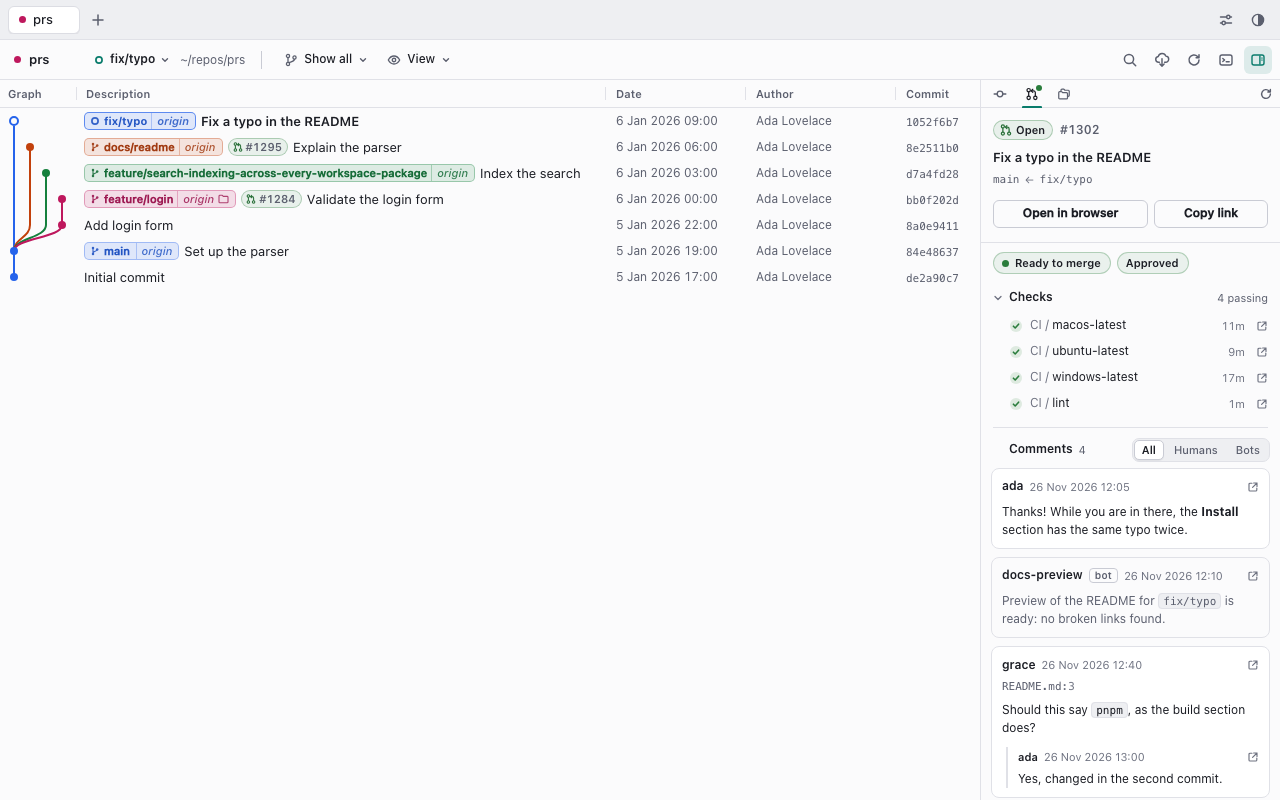 prs
prs
fix/typo
~/repos/prs
Show all
View
Graph
Description
Date
Author
Commit
fix/typo origin Fix a typo in the README 6 Jan 2026 09:00 Ada Lovelace 1052f6b7
docs/readme origin #1295 Explain the parser 6 Jan 2026 06:00 Ada Lovelace 8e2511b0
feature/search-indexing-across-every-workspace-package origin Index the search 6 Jan 2026 03:00 Ada Lovelace d7a4fd28
feature/login origin #1284 Validate the login form 6 Jan 2026 00:00 Ada Lovelace bb0f202d
Add login form 5 Jan 2026 22:00 Ada Lovelace 8a0e9411
main origin Set up the parser 5 Jan 2026 19:00 Ada Lovelace 84e48637
Initial commit 5 Jan 2026 17:00 Ada Lovelace de2a90c7
Open #1302
Fix a typo in the README
main ← fix/typo
Open in browser
Copy link
Ready to merge
Approved
Checks 4 passing
CI / macos-latest 11m
CI / ubuntu-latest 9m
CI / windows-latest 17m
CI / lint 1m
Comments 4
All
Humans
Bots
ada 26 Nov 2026 12:05
Thanks! While you are in there, the Install
section has the same typo twice.
docs-preview bot 26 Nov 2026 12:10
Preview of the README for fix/typo is
ready: no broken links found.
grace 26 Nov 2026 12:40
README.md:3
Should this say pnpm, as the build section
does?
ada 26 Nov 2026 13:00
Yes, changed in the second commit.